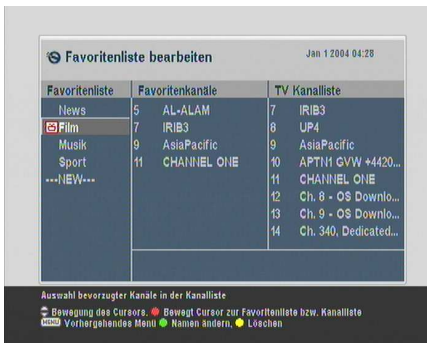 Favoritenliste bearbeiten
Jan 1 2004 04:28
Favoritenliste
News
Film
Musik
Sport
---NEW---
Favoritenkanäle
5 AL-ALAM
7 IRIB3
9 AsiaPacific
11 CHANNEL ONE
TV Kanalliste
7 IRIB3
8 UP4
9 AsiaPacific
10 APTN1 GVW +4420...
11 CHANNEL ONE
12 Ch. 8 - OS Downlo...
13 Ch. 9 - OS Downlo...
14 Ch. 340, Dedicated...
Auswahl bevorzugter Kanäle in der Kanalliste
Bewegung des Cursors. Bewegt Cursor zur Favoritenliste bzw. Kanalliste
MENU Vorhergehendes Menü Namen ändern, Löschen